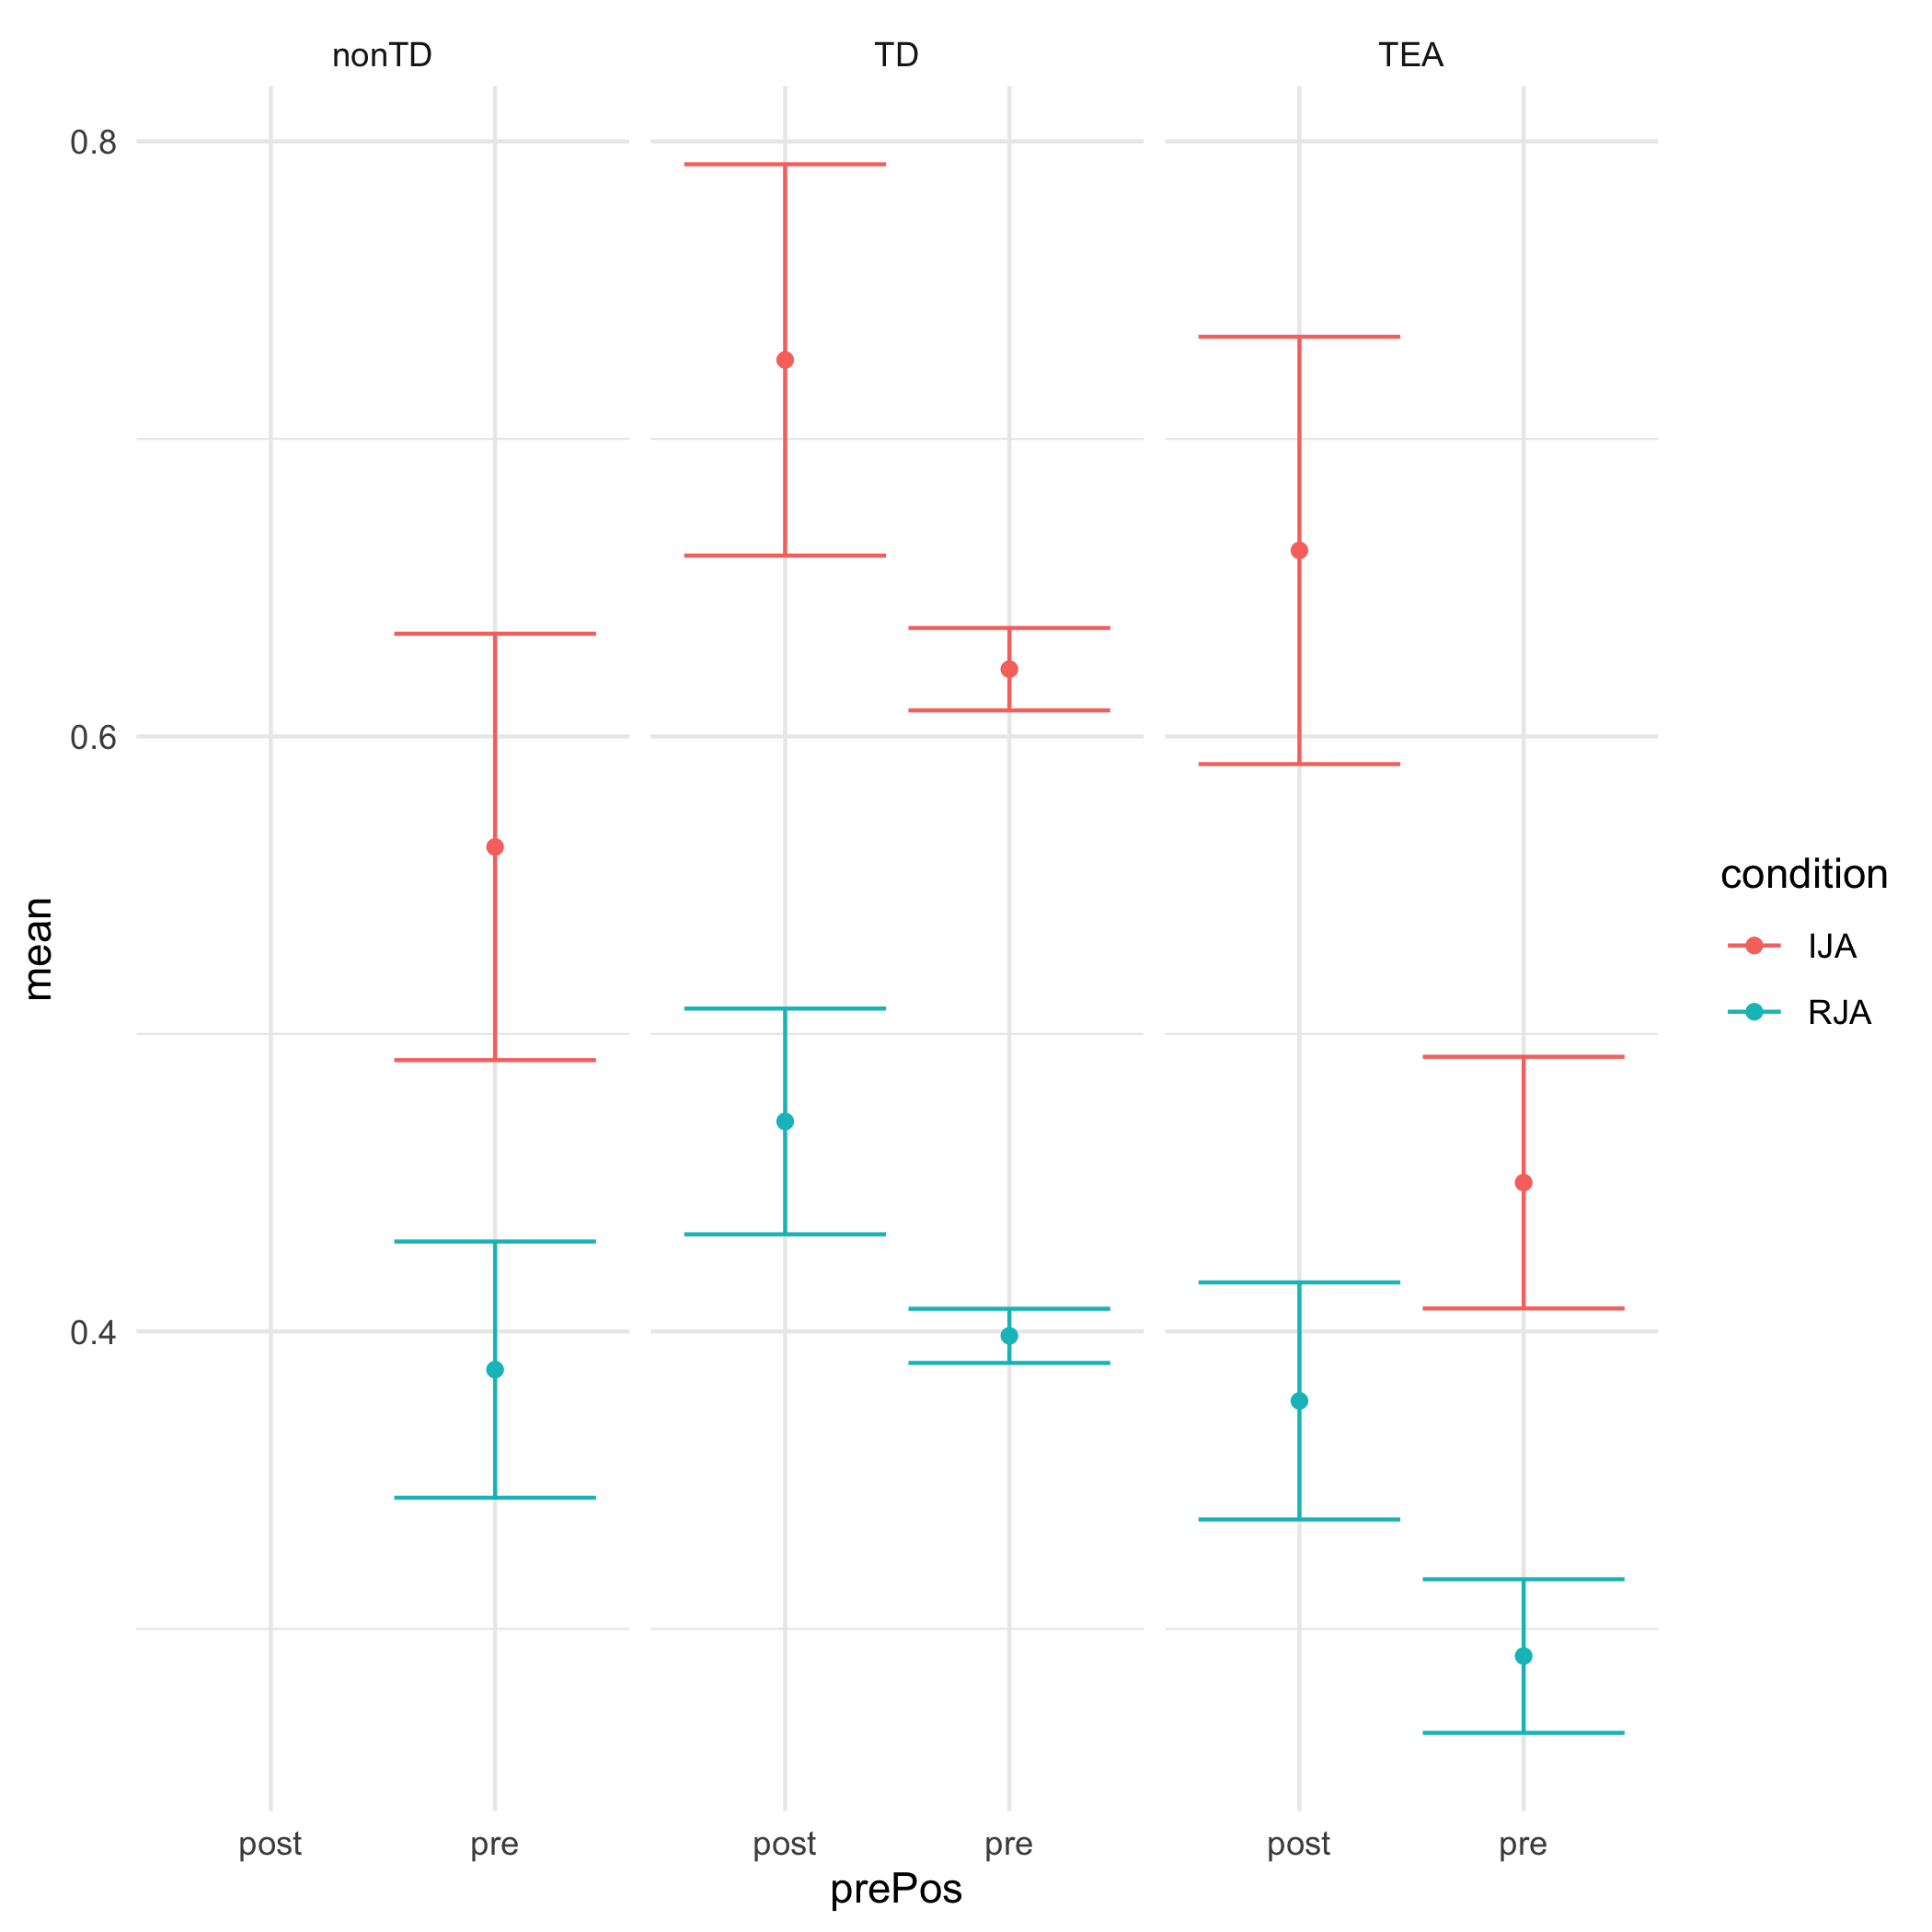 nonTD TD TEA
0.8
0.6
0.4
mean
post pre post pre post pre
prePos
condition
IJA
RJA